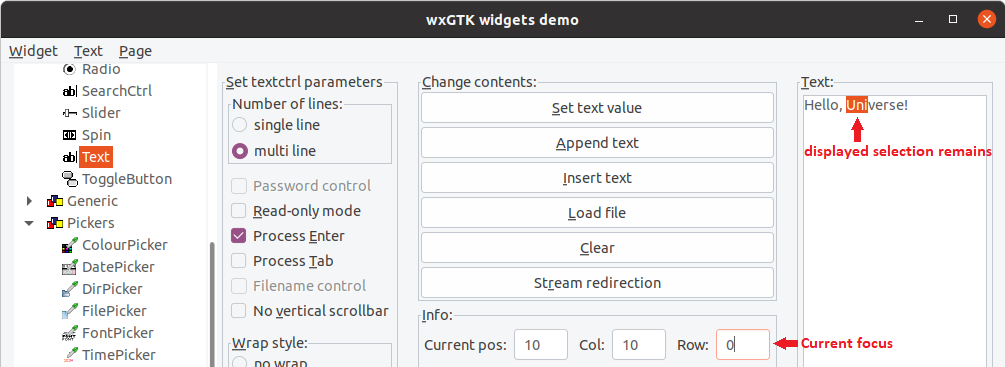 wxGTK widgets demo
Widget Text Page
Radio
SearchCtrl
Slider
Spin
Text
ToggleButton
Generic
Pickers
ColourPicker
DatePicker
DirPicker
FilePicker
FontPicker
TimePicker
Set textctrl parameters
Number of lines:
single line
multi line
Password control
Read-only mode
Process Enter
Process Tab
Filename control
No vertical scrollbar
Wrap style:
no wrap
Change contents:
Set text value
Append text
Insert text
Load file
Clear
Stream redirection
Info:
Current pos: 10 Col: 10 Row: 0
Text:
Hello, Universe!
displayed selection remains
Current focus